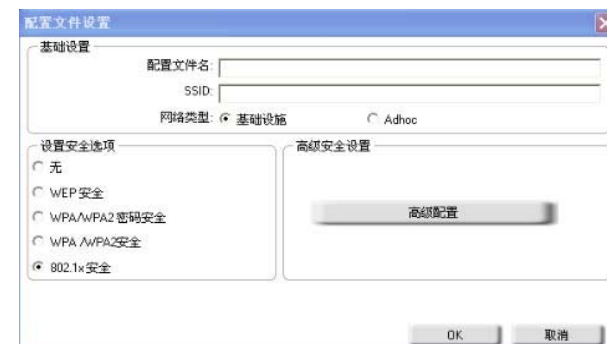 配置文件设置
基础设置
配置文件名:
SSID:
网络类型: 基础设施 Adhoc
设置安全选项
无
WEP安全
WPA/WPA2密码安全
WPA /WPA2安全
802.1x安全
高级安全设置
高级配置
OK 取消